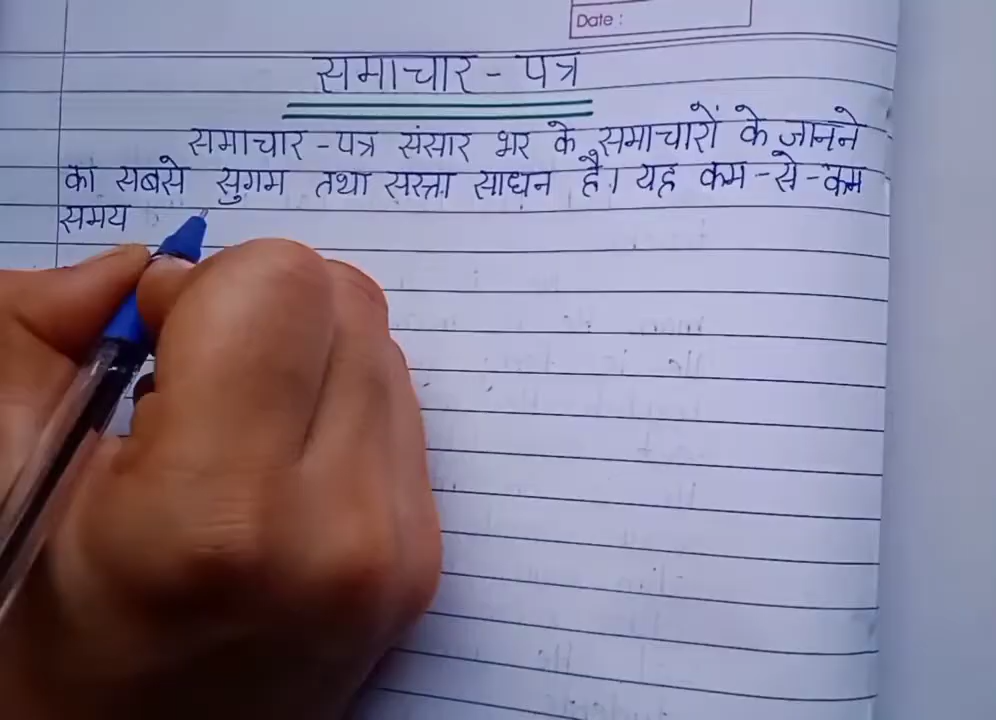 Date :
समाचार - पत्र
समाचार - पत्र संसार भर के समाचारों के जानने
का सबसे सुगम तथा सस्ता साधन है। यह कम - से - कम
समय